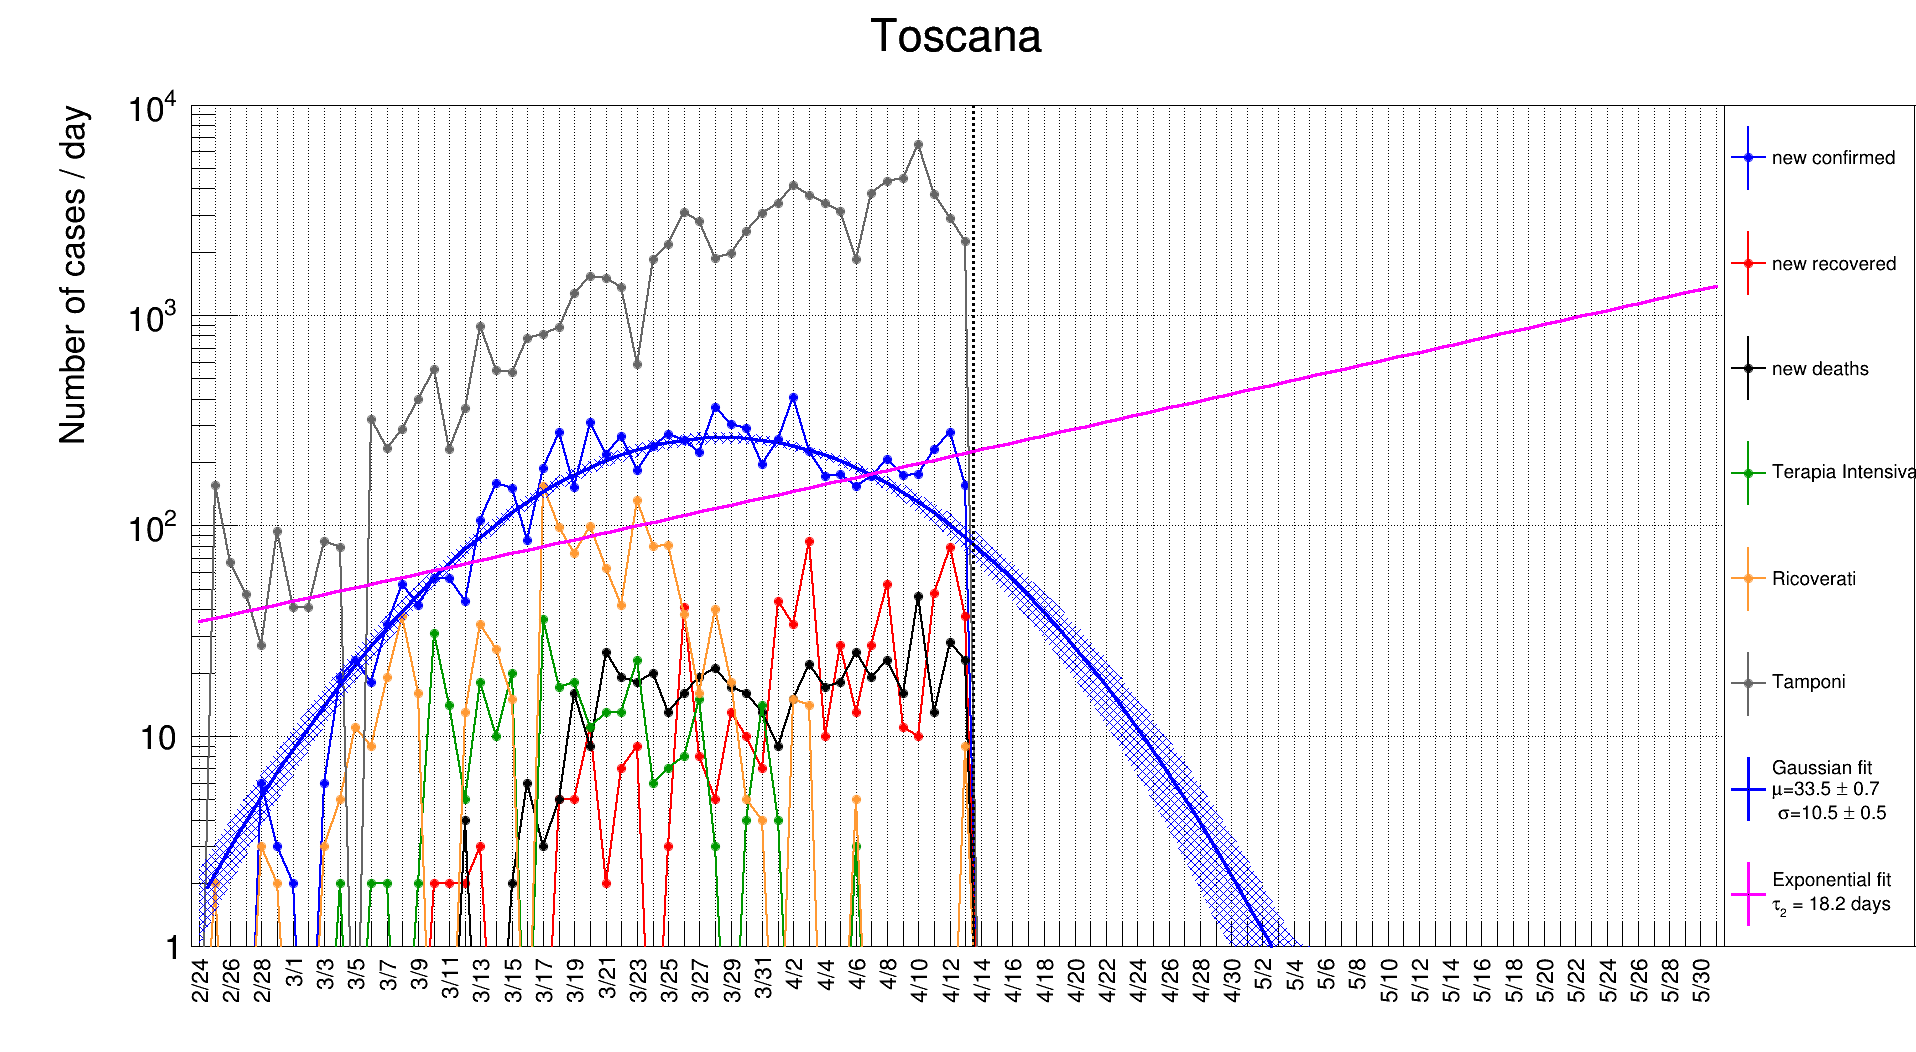 Toscana
Number of cases / day
10⁴
10³
10²
10
1
2/24 2/26 2/28 3/1 3/3 3/5 3/7 3/9 3/11 3/13 3/15 3/17 3/19 3/21 3/23 3/25 3/27 3/29 3/31 4/2 4/4 4/6 4/8 4/10 4/12 4/14 4/16 4/18 4/20 4/22 4/24 4/26 4/28 4/30 5/2 5/4 5/6 5/8 5/10 5/12 5/14 5/16 5/18 5/20 5/22 5/24 5/26 5/28 5/30
new confirmed
new recovered
new deaths
Terapia Intensiva
Ricoverati
Tamponi
Gaussian fit
μ=33.5 ± 0.7
σ=10.5 ± 0.5
Exponential fit
τ₂ = 18.2 days